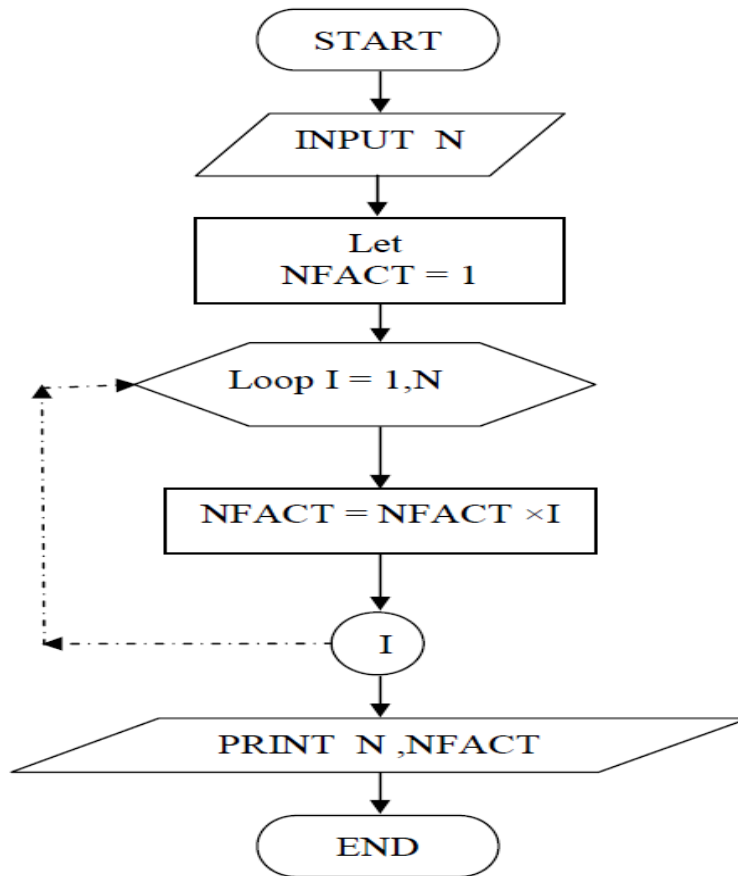 START
INPUT N
Let
NFACT = 1
Loop I = 1,N
NFACT = NFACT ×I
I
PRINT N ,NFACT
END